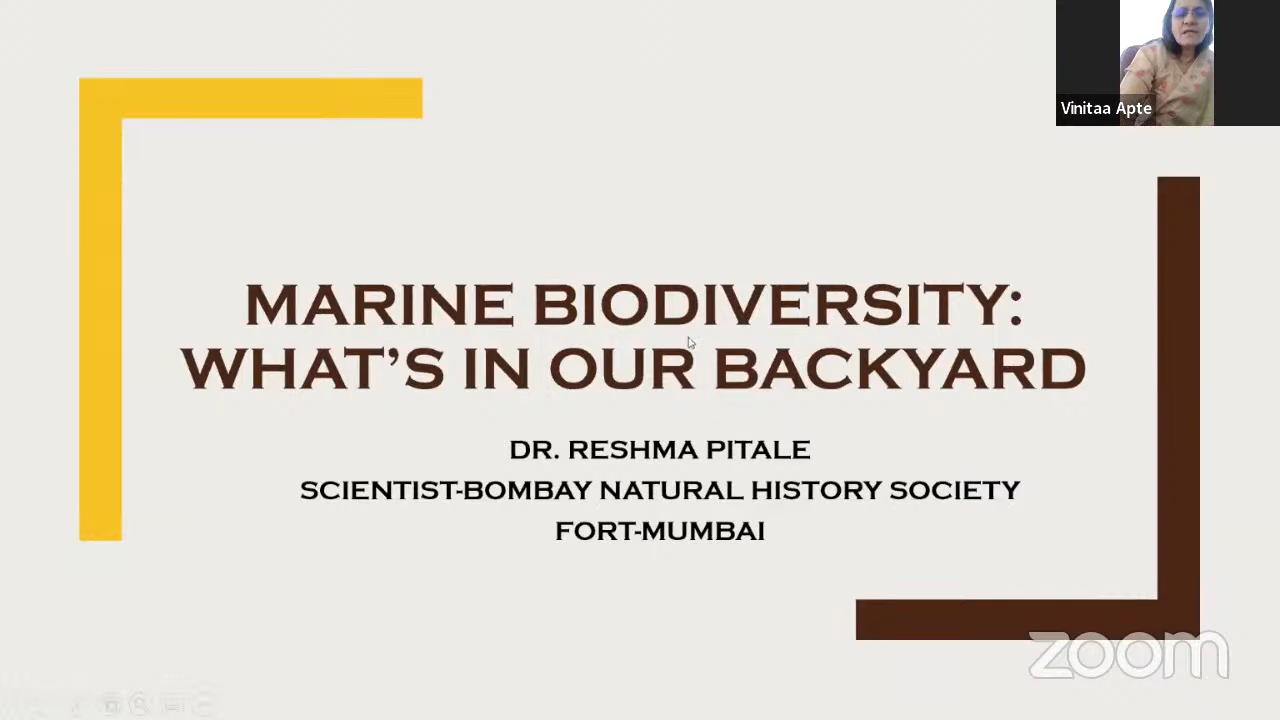 Vinitaa Apte
MARINE BIODIVERSITY:
WHAT'S IN OUR BACKYARD
DR. RESHMA PITALE
SCIENTIST-BOMBAY NATURAL HISTORY SOCIETY
FORT-MUMBAI
zoom